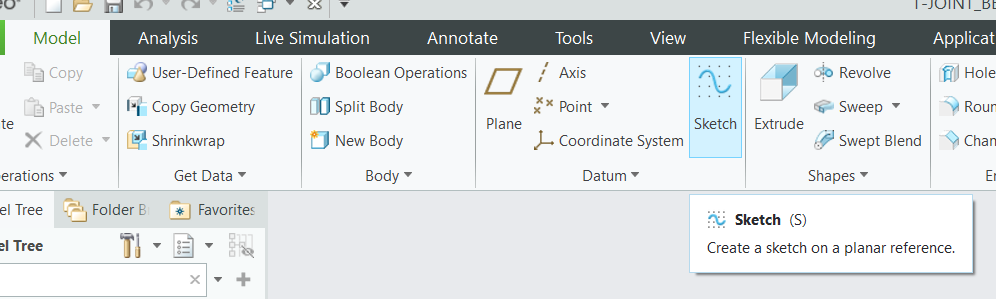 T-JOINT_BE
Model Analysis Live Simulation Annotate Tools View Flexible Modeling Applicat
Copy User-Defined Feature Boolean Operations Axis Revolve Hole
Paste Copy Geometry Split Body Plane Point Sketch Extrude Sweep Roun
Delete Shrinkwrap New Body Coordinate System Swept Blend Cham
erations Get Data Body Datum Shapes En
el Tree Folder B Favorites
Sketch (S)
el Tree
Create a sketch on a planar reference.